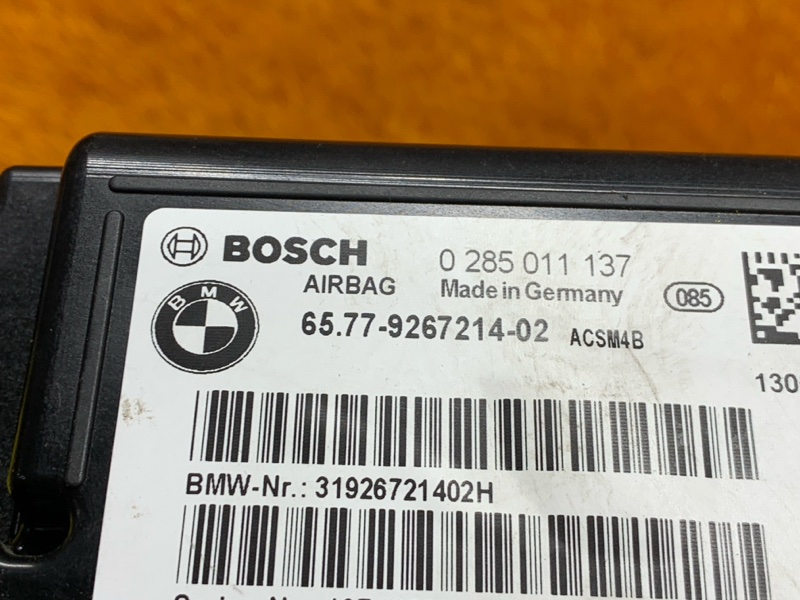 BOSCH 0 285 011 137
AIRBAG Made in Germany 085
BMW
65.77-9267214-02 ACSM4B
130
BMW-Nr.: 31926721402H